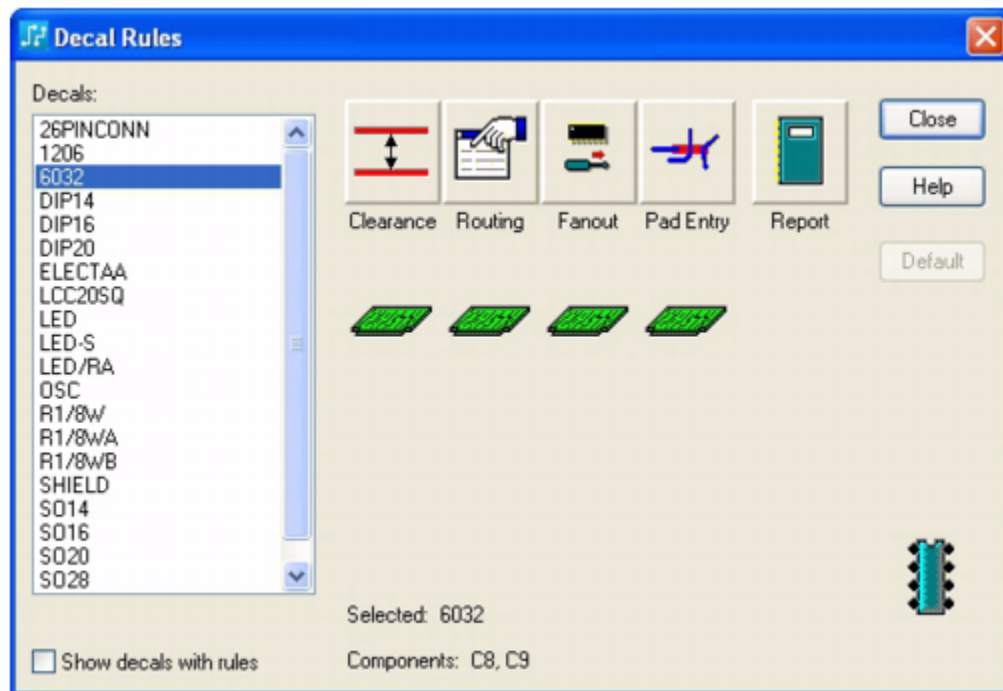 Decal Rules
Decals:
26PINCONN
1206
6032
DIP14
DIP16
DIP20
ELECTAA
LCC20SQ
LED
LED-S
LED/RA
OSC
R1/8W
R1/8WA
R1/8WB
SHIELD
SO14
SO16
SO20
SO28
Show decals with rules
Clearance Routing Fanout Pad Entry Report
Close
Help
Default
Selected: 6032
Components: C8, C9